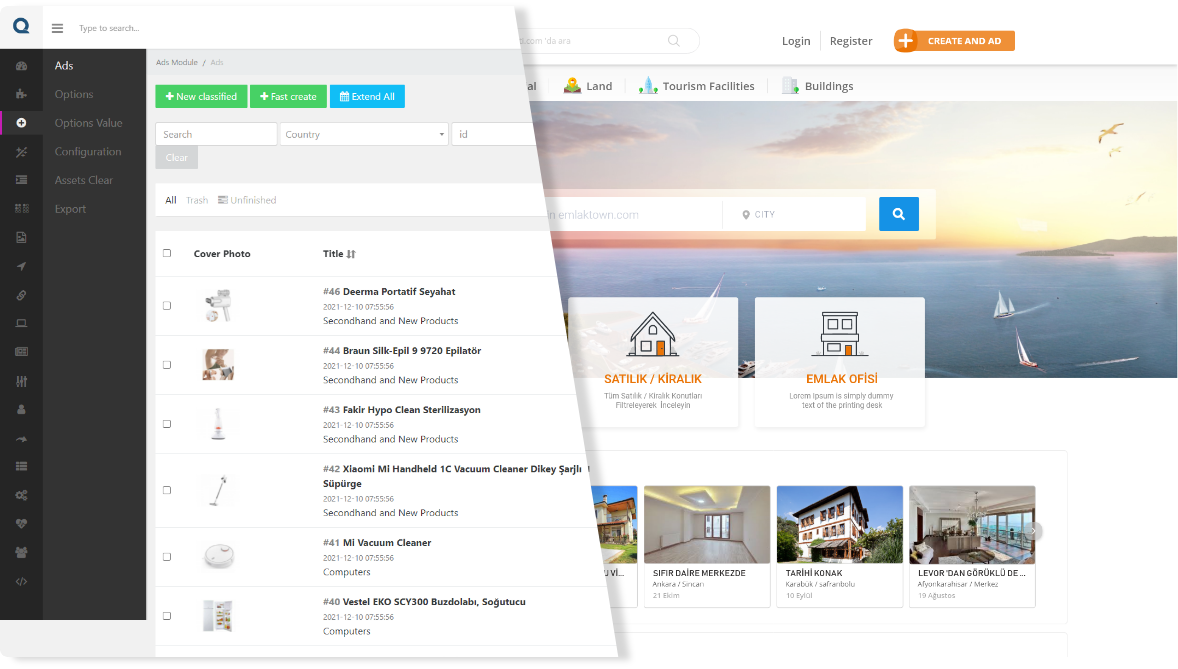 Q
Type to search...
Ads
Options
Options Value
Configuration
Assets Clear
Export
Ads Module / Ads
New classified
Fast create
Extend All
Search
Country
id
Clear
All Trash Unfinished
Cover Photo
Title
#46 Deerma Portatif Seyahat
2021-12-10 07:55:56
Secondhand and New Products
#44 Braun Silk-Epil 9 9720 Epilatör
2021-12-10 07:55:56
Secondhand and New Products
#43 Fakir Hypo Clean Sterilizasyon
2021-12-10 07:55:56
Secondhand and New Products
#42 Xiaomi Mi Handheld 1C Vacuum Cleaner Dikey Şarjlı
Süpürge
2021-12-10 07:55:56
Secondhand and New Products
#41 Mi Vacuum Cleaner
2021-12-10 07:55:56
Computers
#40 Vestel EKO SCY300 Buzdolabı, Soğutucu
2021-12-10 07:55:56
Computers
.com 'da ara
Login
Register
CREATE AND AD
al
Land
Tourism Facilities
Buildings
in emlaktown.com
CITY
SATILIK / KİRALIK
Tüm Satılık / Kiralık Konutları
Filtreleyerek İnceleyin
EMLAK OFİSİ
Lorem Ipsum is simply dummy
text of the printing desk
SIFIR DAİRE MERKEZDE
Ankara / Sincan
21 Ekim
TARİHİ KONAK
Karabük / safranbolu
10 Eylül
LEVOR'DAN GÖRÜKLÜ DE ...
Afyonkarahisar / Merkez
19 Ağustos